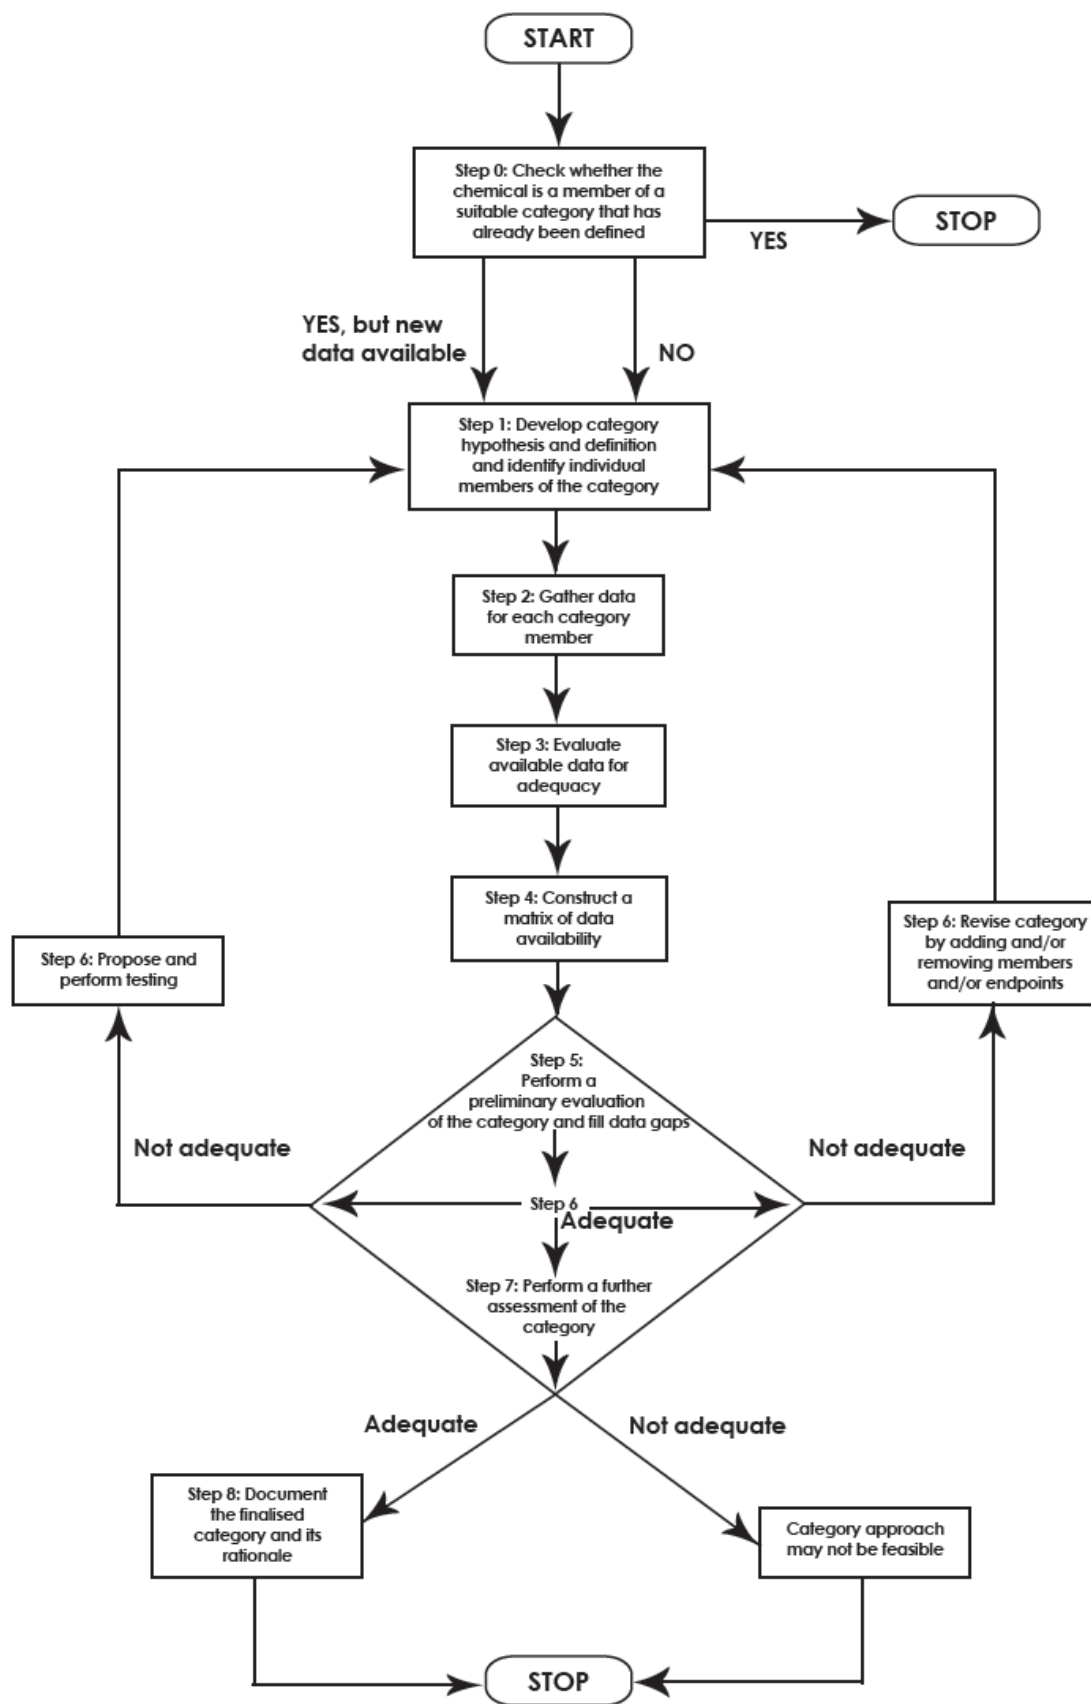 START
Step 0: Check whether the
chemical is a member of a
suitable category that has
already been defined
YES
STOP
YES, but new
data available
NO
Step 1: Develop category
hypothesis and definition
and identify individual
members of the category
Step 2: Gather data
for each category
member
Step 3: Evaluate
available data for
adequacy
Step 4: Construct a
matrix of data
availability
Step 6: Propose and
perform testing
Step 6: Revise category
by adding and/or
removing members
and/or endpoints
Step 5:
Perform a
preliminary evaluation
of the category and fill data gaps
Not adequate
Not adequate
Step 6
Adequate
Step 7: Perform a further
assessment of the
category
Adequate
Not adequate
Step 8: Document
the finalised
category and its
rationale
Category approach
may not be feasible
STOP